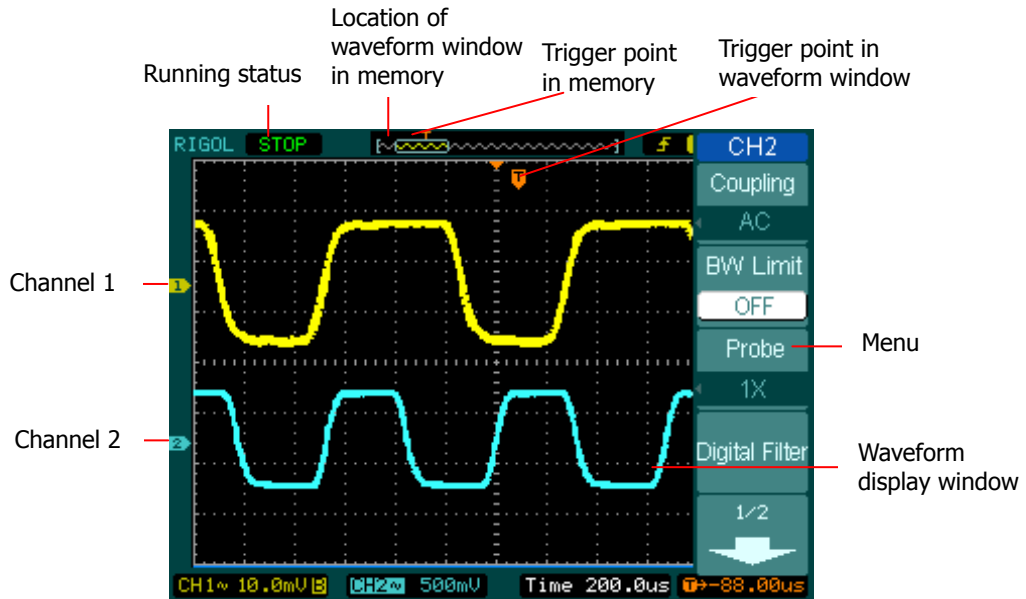 Location of
waveform window
in memory
Trigger point
in memory
Trigger point in
waveform window
Running status
RIGOL STOP
T
CH2
T
Coupling
AC
BW Limit
OFF
Channel 1
1
Probe
Menu
1X
Channel 2
2
Digital Filter
Waveform
display window
1/2
CH1~ 10.0mV B CH2~ 500mV Time 200.0us T→-88.00us